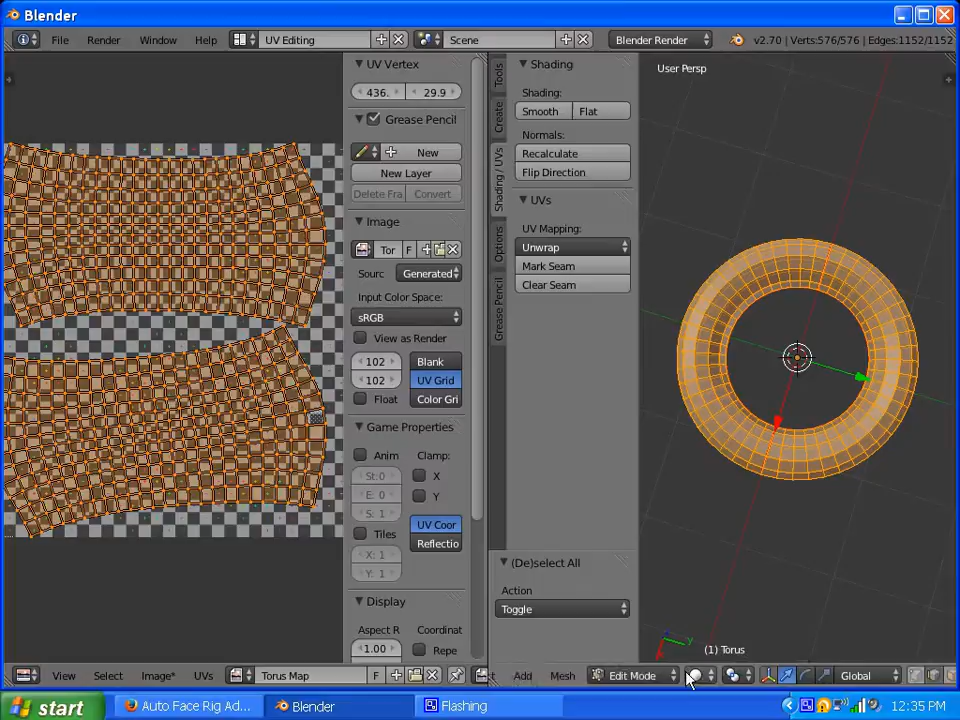 Blender
File Render Window Help UV Editing Scene Blender Render v2.70 | Verts:576/576 | Edges:1152/1152
UV Vertex
436. 29.9
Grease Pencil
New
New Layer
Delete Fra Convert
Image
Tor F
Sourc Generated
Input Color Space:
sRGB
View as Render
102 Blank
102 UV Grid
Float Color Gri
Game Properties
Anim Clamp:
St: 0 X
E: 0 Y
S: 1
UV Coor
Tiles Reflectio
X: 1
Y: 1
Display
Aspect R Coordinat
1.00 Repe
Tools
Create
Shading / UVs
Options
Grease Pencil
Shading
Shading:
Smooth Flat
Normals:
Recalculate
Flip Direction
UVs
UV Mapping:
Unwrap
Mark Seam
Clear Seam
(De)select All
Action
Toggle
User Persp
(1) Torus
View Select Image* UVs Torus Map F
Add Mesh Edit Mode Global
start Auto Face Rig Ad... Blender Flashing 12:35 PM